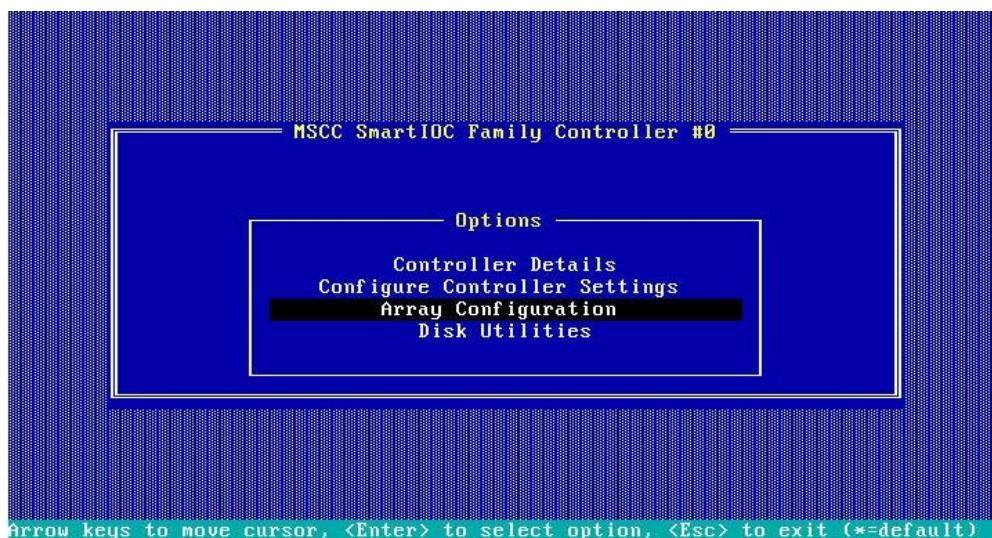 MSCC SmartIOC Family Controller #0
Options
Controller Details
Configure Controller Settings
Array Configuration
Disk Utilities
Arrow keys to move cursor, <Enter> to select option, <Esc> to exit (*=default)